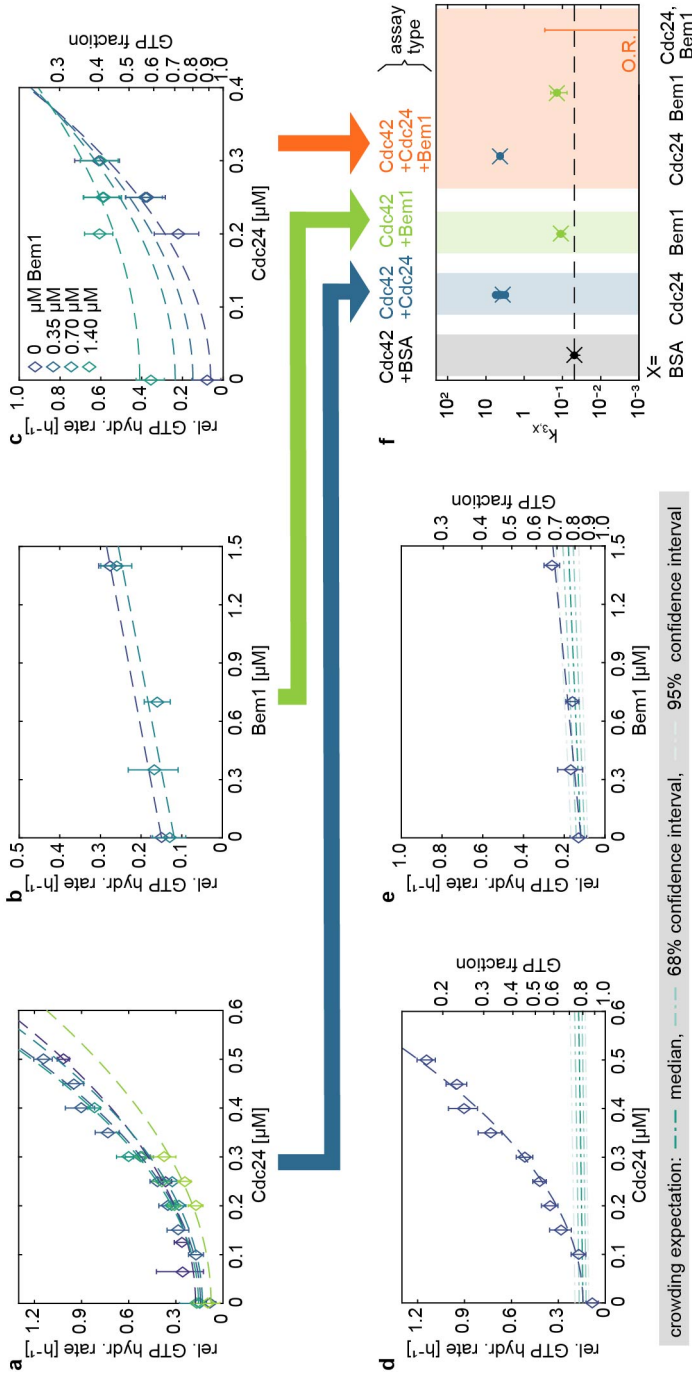 a
rel. GTP hydr. rate [h⁻¹]
1.2
0.9
0.6
0.3
0
0 0.1 0.2 0.3 0.4 0.5 0.6
Cdc24 [µM]
b
rel. GTP hydr. rate [h⁻¹]
0.5
0.4
0.3
0.2
0.1
0
0 0.3 0.6 0.9 1.2 1.5
Bem1 [µM]
c
rel. GTP hydr. rate [h⁻¹]
1.0
0.8
0.6
0.4
0.2
0
0 µM Bem1
0.35 µM
0.70 µM
1.40 µM
0 0.1 0.2 0.3 0.4
Cdc24 [µM]
GTP fraction
0.3
0.4
0.5
0.6
0.7
0.8
0.9
1.0
d
rel. GTP hydr. rate [h⁻¹]
1.2
0.9
0.6
0.3
0
0 0.1 0.2 0.3 0.4 0.5 0.6
Cdc24 [µM]
GTP fraction
0.2
0.3
0.4
0.5
0.6
0.8
1.0
e
rel. GTP hydr. rate [h⁻¹]
1.0
0.8
0.6
0.4
0.2
0
0 0.3 0.6 0.9 1.2 1.5
Bem1 [µM]
GTP fraction
0.3
0.4
0.5
0.6
0.7
0.8
0.9
1.0
f
Cdc42
+BSA
Cdc42
+Cdc24
Cdc42
+Bem1
Cdc42
+Cdc24
+Bem1
assay
type
k₃,ₓ
10²
10
1
10⁻¹
10⁻²
10⁻³
O.R.
X=
BSA
Cdc24
Bem1
Cdc24
Bem1
Cdc24,
Bem1
crowding expectation: median, 68% confidence interval, 95% confidence interval